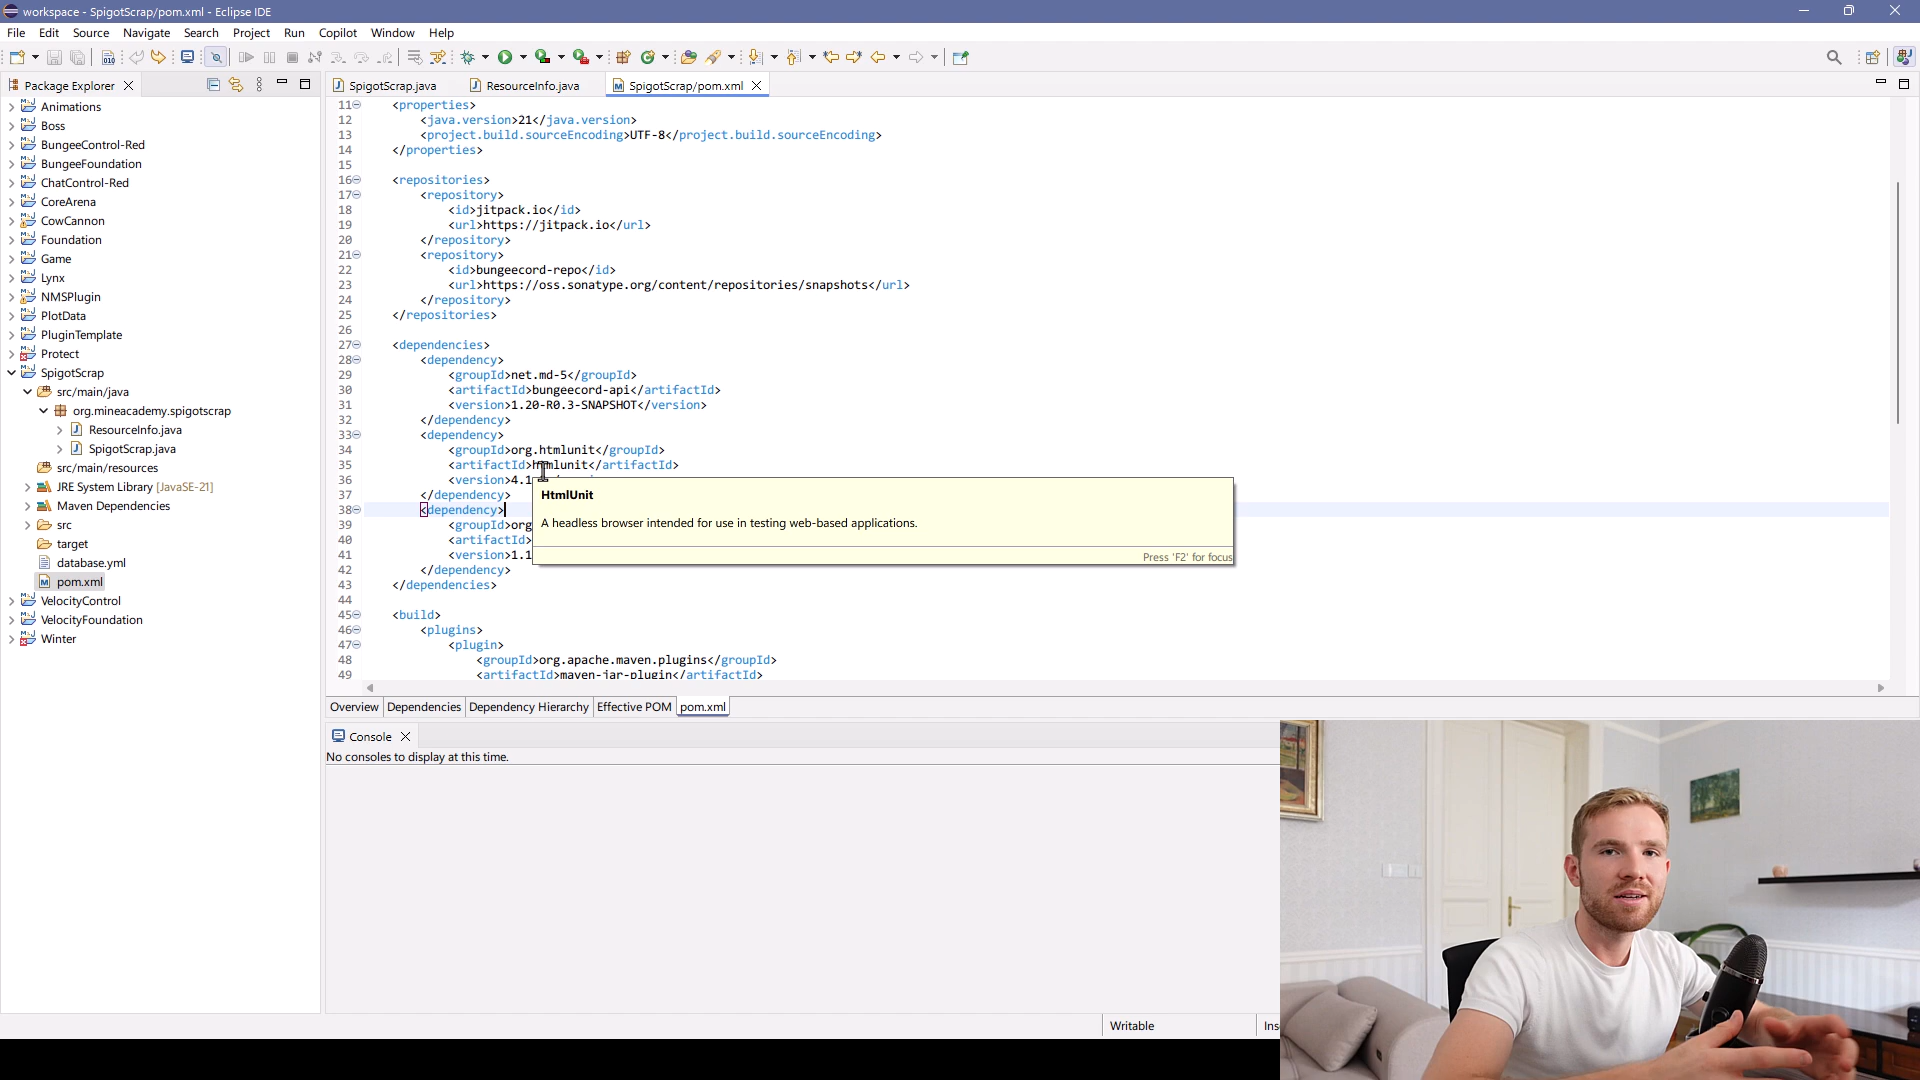 workspace - SpigotScrap/pom.xml - Eclipse IDE
File Edit Source Navigate Search Project Run Copilot Window Help
Package Explorer
SpigotScrap.java
ResourceInfo.java
SpigotScrap/pom.xml
Animations
Boss
BungeeControl-Red
BungeeFoundation
ChatControl-Red
CoreArena
CowCannon
Foundation
Game
Lynx
NMSPlugin
PlotData
PluginTemplate
Protect
SpigotScrap
src/main/java
org.mineacademy.spigotscrap
ResourceInfo.java
SpigotScrap.java
src/main/resources
JRE System Library [JavaSE-21]
Maven Dependencies
src
target
database.yml
pom.xml
VelocityControl
VelocityFoundation
Winter
11 <properties>
12 <java.version>21</java.version>
13 <project.build.sourceEncoding>UTF-8</project.build.sourceEncoding>
14 </properties>
15
16 <repositories>
17 <repository>
18 <id>jitpack.io</id>
19 <url>https://jitpack.io</url>
20 </repository>
21 <repository>
22 <id>bungeecord-repo</id>
23 <url>https://oss.sonatype.org/content/repositories/snapshots</url>
24 </repository>
25 </repositories>
26
27 <dependencies>
28 <dependency>
29 <groupId>net.md-5</groupId>
30 <artifactId>bungeecord-api</artifactId>
31 <version>1.20-R0.3-SNAPSHOT</version>
32 </dependency>
33 <dependency>
34 <groupId>org.htmlunit</groupId>
35 <artifactId>htmlunit</artifactId>
36 <version>4.1
37 </dependency>
38 <dependency>
39 <groupId>org
40 <artifactId>
41 <version>1.1
42 </dependency>
43 </dependencies>
44
45 <build>
46 <plugins>
47 <plugin>
48 <groupId>org.apache.maven.plugins</groupId>
49 <artifactId>maven-jar-plugin</artifactId>
HtmlUnit
A headless browser intended for use in testing web-based applications.
Press 'F2' for focus
Overview Dependencies Dependency Hierarchy Effective POM pom.xml
Console
No consoles to display at this time.
Writable
Ins